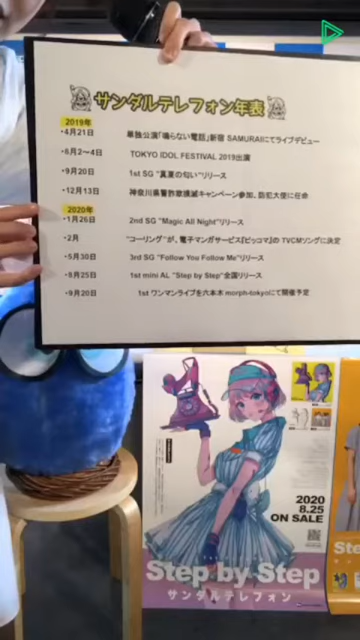 サンダルテレフォン年表
2019年
・4月21日 単独公演「鳴らない電話」新宿 SAMURAIにてライブデビュー
・8月2〜4日 TOKYO IDOL FESTIVAL 2019出演
・9月20日 1st SG "真夏の匂い"リリース
・12月13日 神奈川県警詐欺撲滅キャンペーン参加、防犯大使に任命
2020年
・1月26日 2nd SG "Magic All Night"リリース
・2月 "コーリング"が、電子マンガサービス『ピッコマ』の TVCMソングに決定
・5月30日 3rd SG "Follow You Follow Me"リリース
・8月25日 1st mini AL "Step by Step"全国リリース
・9月20日 1st ワンマンライブを六本木 morph-tokyoにて開催予定
2020
8.25
ON SALE
Step by Step
サンダルテレフォン
Ste